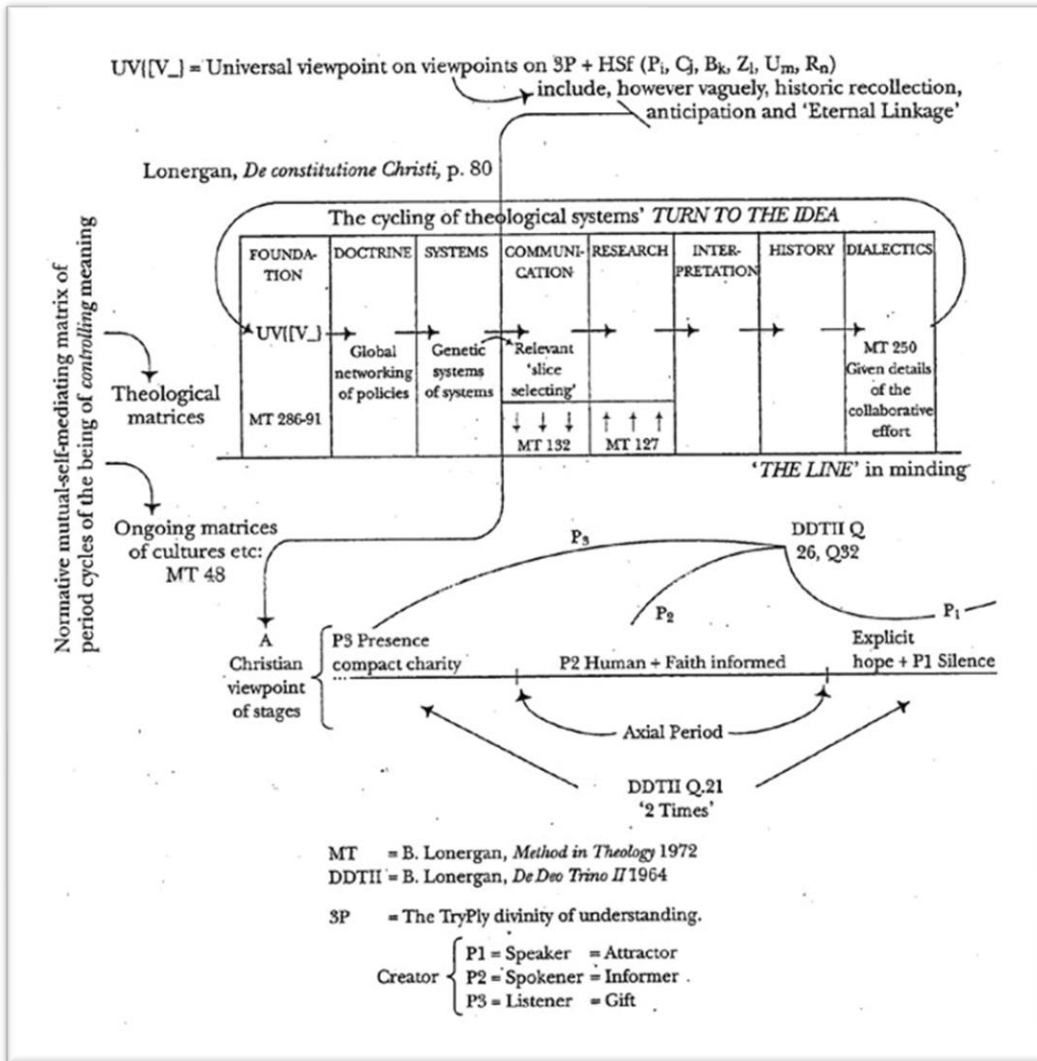 UV{[V_} = Universal viewpoint on viewpoints on 3P + HSf (Pi, Cj, Bk, Zl, Um, Rn)
include, however vaguely, historic recollection,
anticipation and 'Eternal Linkage'
Lonergan, De constitutione Christi, p. 80
Normative mutual-self-mediating matrix of
period cycles of the being of controlling meaning
The cycling of theological systems' TURN TO THE IDEA
FOUNDA-
TION
DOCTRINE
SYSTEMS
COMMUNI-
CATION
RESEARCH
INTER-
PRETATION
HISTORY
DIALECTICS
UV{[V_}
Global
networking
of policies
Genetic
systems
of systems
Relevant
'slice
selecting'
MT 250
Given details
of the
collaborative
effort
MT 286-91
MT 132
MT 127
Theological
matrices
'THE LINE' in minding
Ongoing matrices
of cultures etc:
MT 48
P3
DDTII Q
26, Q32
P2
P1
A
Christian
viewpoint
of stages
P3 Presence
compact charity
P2 Human + Faith informed
Explicit
hope + P1 Silence
Axial Period
DDTII Q.21
'2 Times'
MT = B. Lonergan, Method in Theology 1972
DDTII = B. Lonergan, De Deo Trino II 1964
3P = The TryPly divinity of understanding.
Creator
P1 = Speaker = Attractor
P2 = Spokener = Informer
P3 = Listener = Gift